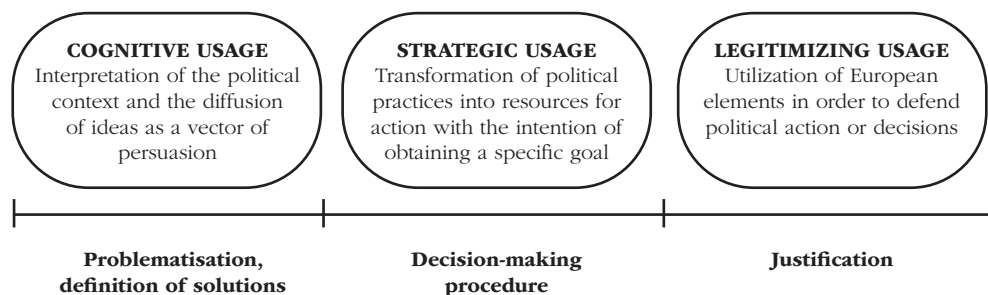 COGNITIVE USAGE
Interpretation of the political
context and the diffusion
of ideas as a vector of
persuasion
STRATEGIC USAGE
Transformation of political
practices into resources for
action with the intention of
obtaining a specific goal
LEGITIMIZING USAGE
Utilization of European
elements in order to defend
political action or decisions
Problematisation,
definition of solutions
Decision-making
procedure
Justification